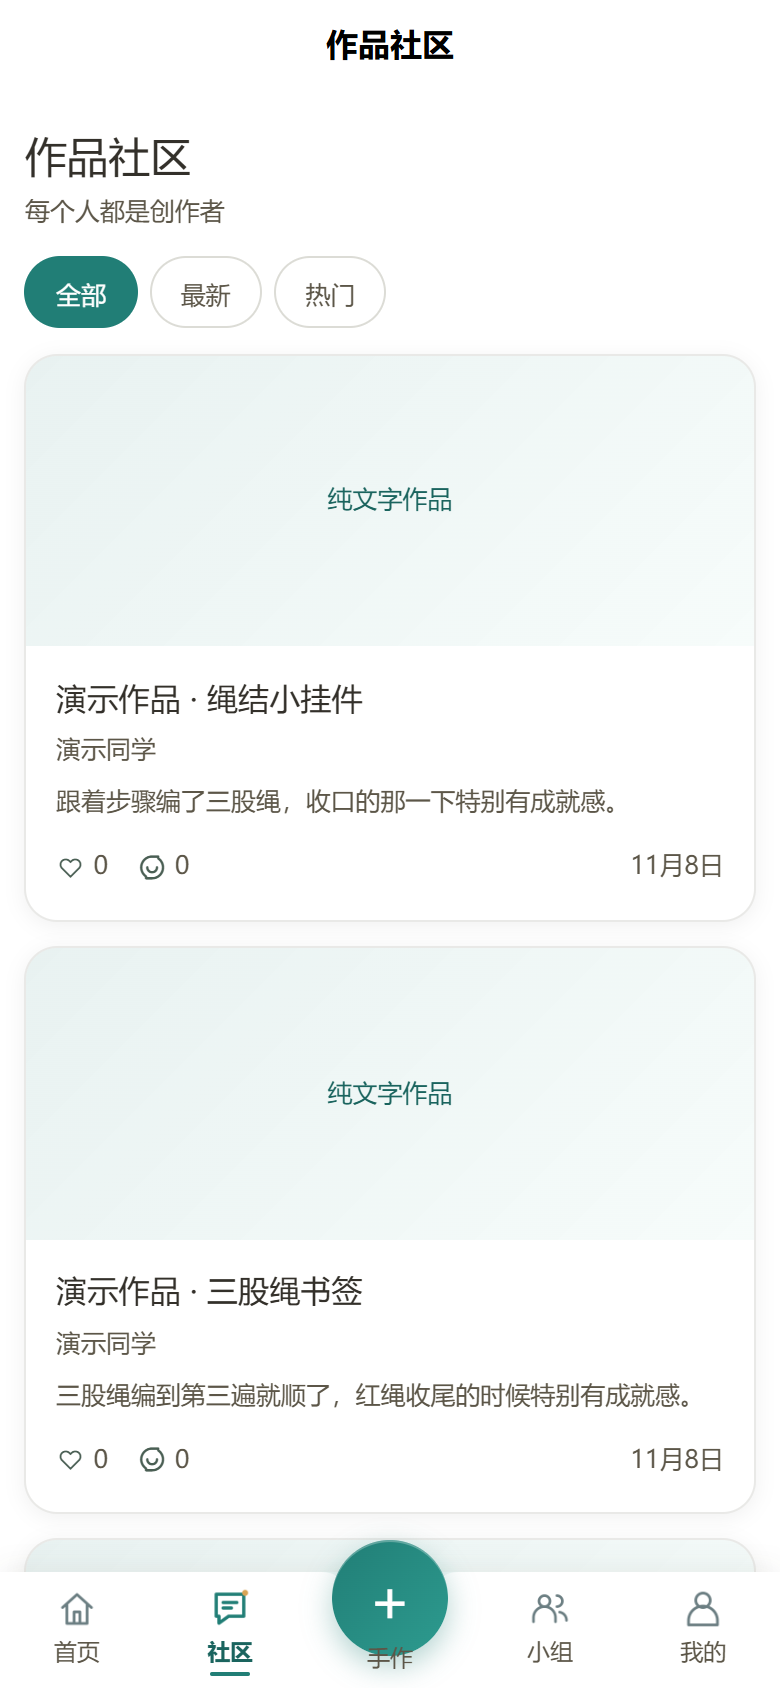 作品社区
作品社区
每个人都是创作者
全部 最新 热门
纯文字作品
演示作品 · 绳结小挂件
演示同学
跟着步骤编了三股绳，收口的那一下特别有成就感。
0 0 11月8日
纯文字作品
演示作品 · 三股绳书签
演示同学
三股绳编到第三遍就顺了，红绳收尾的时候特别有成就感。
0 0 11月8日
首页 社区 手作 小组 我的